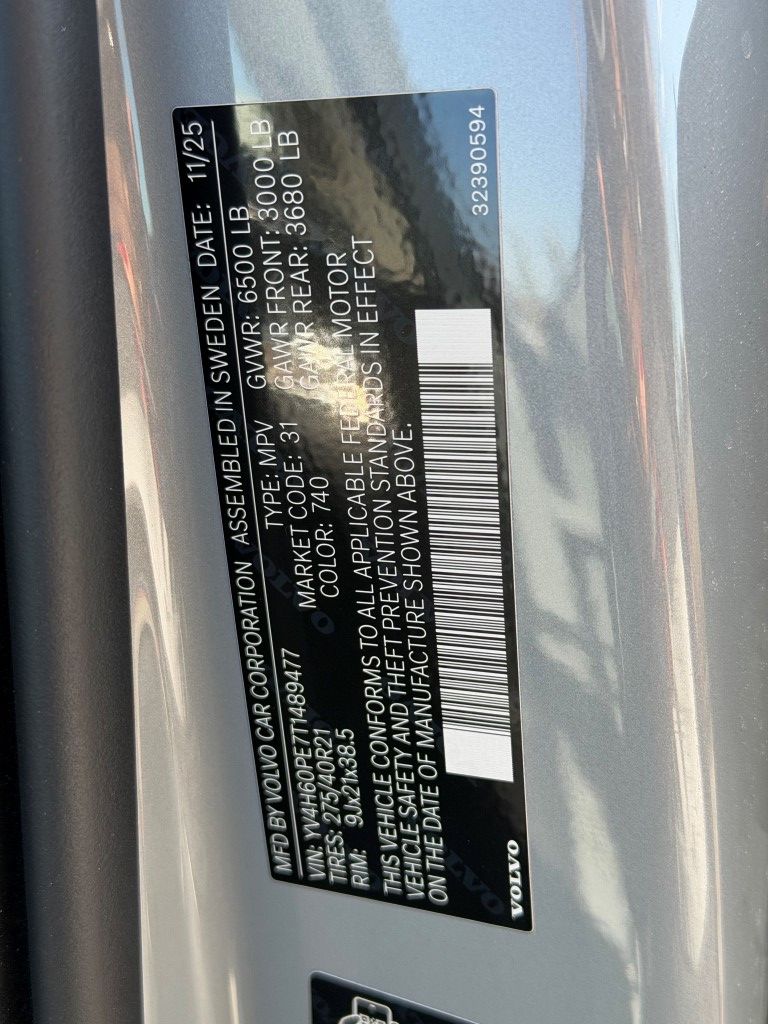 MFD BY VOLVO CAR CORPORATION ASSEMBLED IN SWEDEN DATE: 11/25
VIN: YV4H60PE7T1489477 TYPE: MPV GVWR: 6500 LB
TIRES: 275/40R21 MARKET CODE: 31 GAWR FRONT: 3000 LB
RIM: 9Jx21x38.5 COLOR: 740 GAWR REAR: 3680 LB
THIS VEHICLE CONFORMS TO ALL APPLICABLE FEDERAL MOTOR
VEHICLE SAFETY AND THEFT PREVENTION STANDARDS IN EFFECT
ON THE DATE OF MANUFACTURE SHOWN ABOVE.
VOLVO
32390594